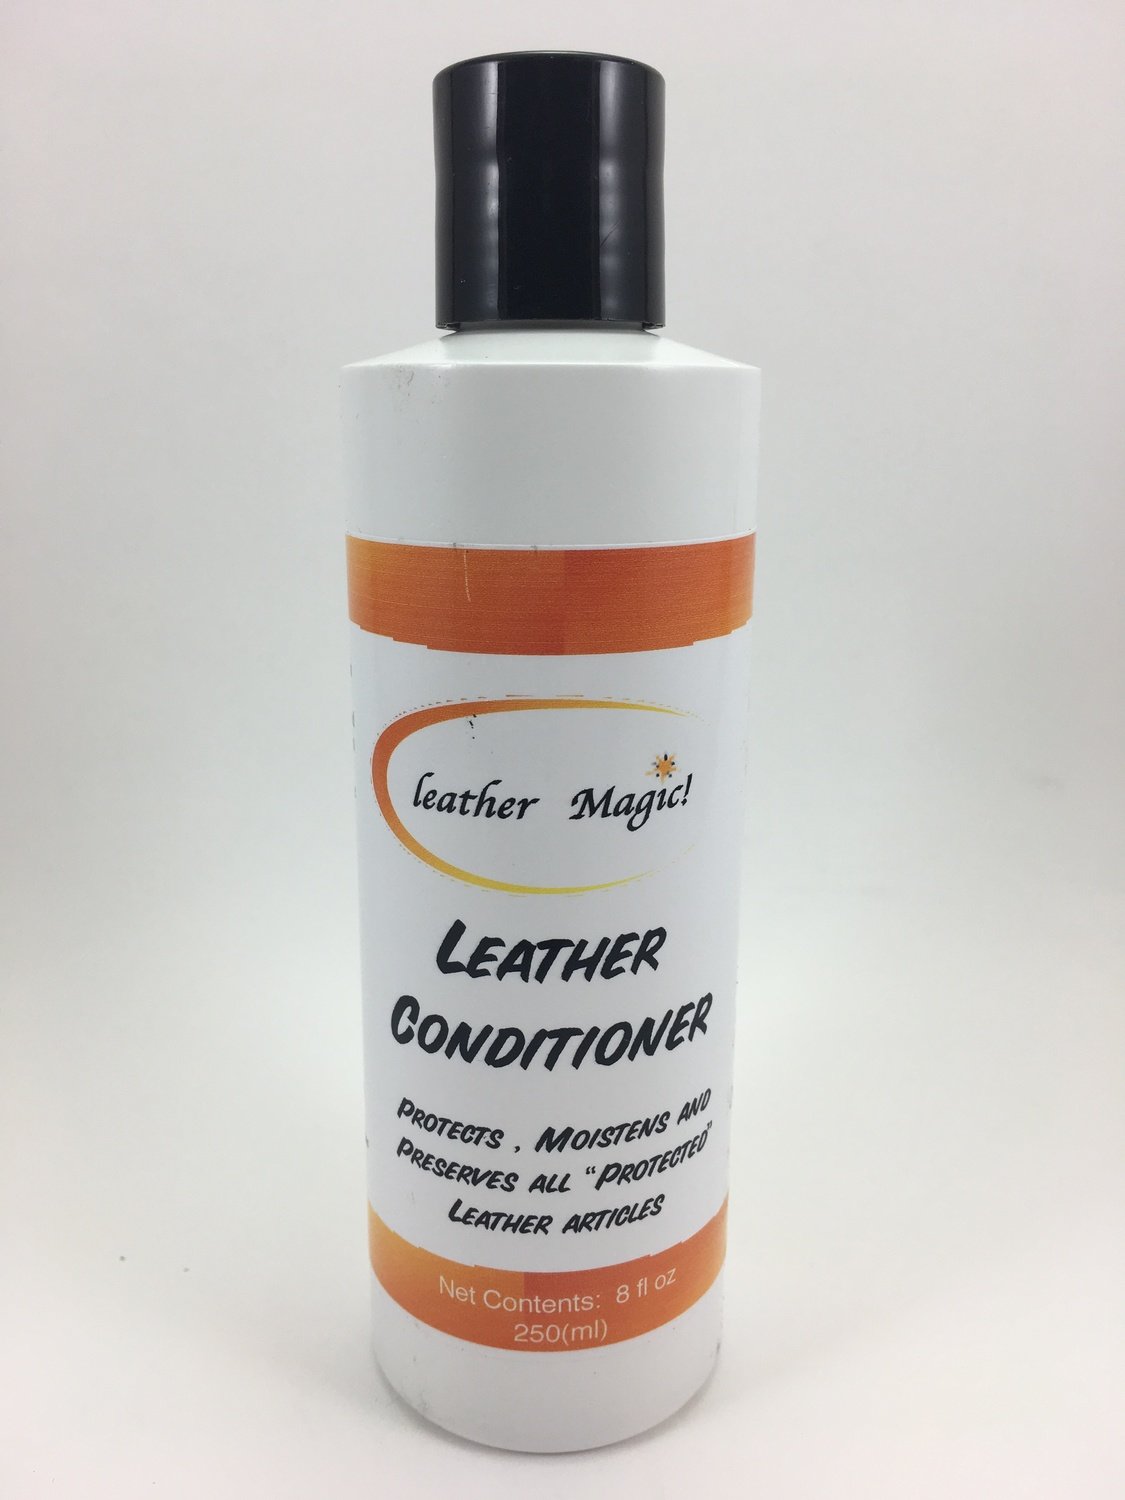 leather Magic!
LEATHER
CONDITIONER
PROTECTS , MOISTENS AND
PRESERVES ALL "PROTECTED"
LEATHER ARTICLES
Net Contents: 8 fl oz
250(ml)